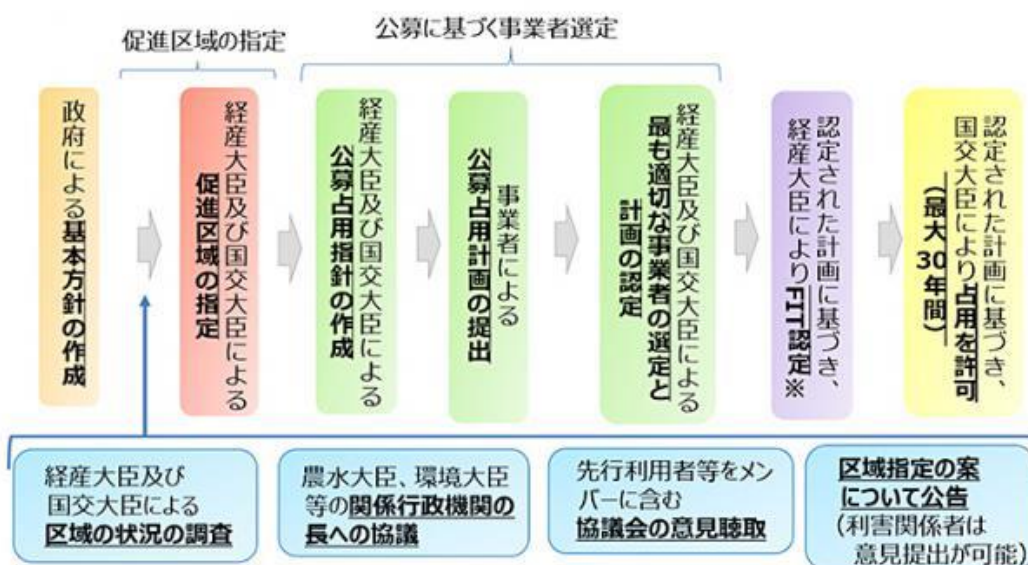 促進区域の指定
公募に基づく事業者選定
政府による基本方針の作成
経産大臣及び国交大臣による
促進区域の指定
経産大臣及び国交大臣による
公募占用指針の作成
事業者による
公募占用計画の提出
経産大臣及び国交大臣による
最も適切な事業者の選定と
計画の認定
認定された計画に基づき、
経産大臣によりFIT認定※
認定された計画に基づき、
国交大臣により占用を許可
(最大30年間)
経産大臣及び
国交大臣による
区域の状況の調査
農水大臣、環境大臣
等の関係行政機関の
長への協議
先行利用者等をメン
バーに含む
協議会の意見聴取
区域指定の案
について公告
(利害関係者は
意見提出が可能)